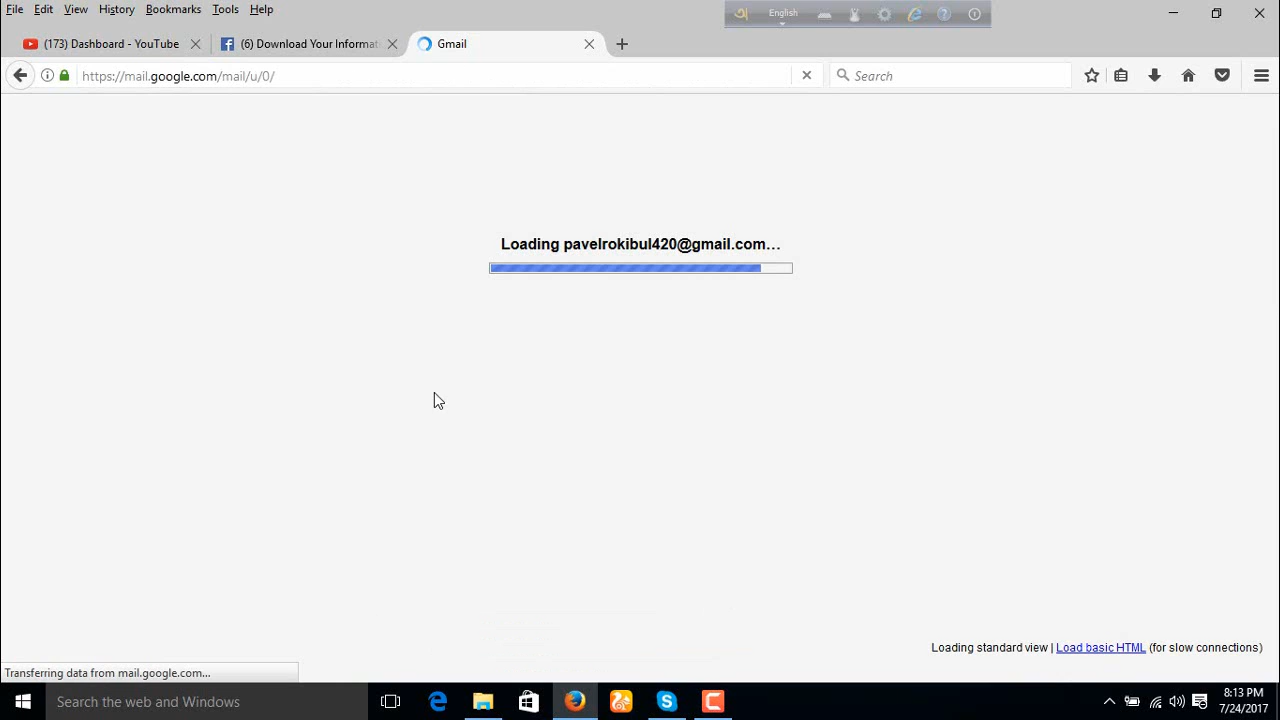 File Edit View History Bookmarks Tools Help
অ English
(173) Dashboard - YouTube
(6) Download Your Informat
Gmail
https://mail.google.com/mail/u/0/
Search
Loading pavelrokibul420@gmail.com...
Loading standard view | Load basic HTML (for slow connections)
Transferring data from mail.google.com...
Search the web and Windows
8:13 PM
7/24/2017